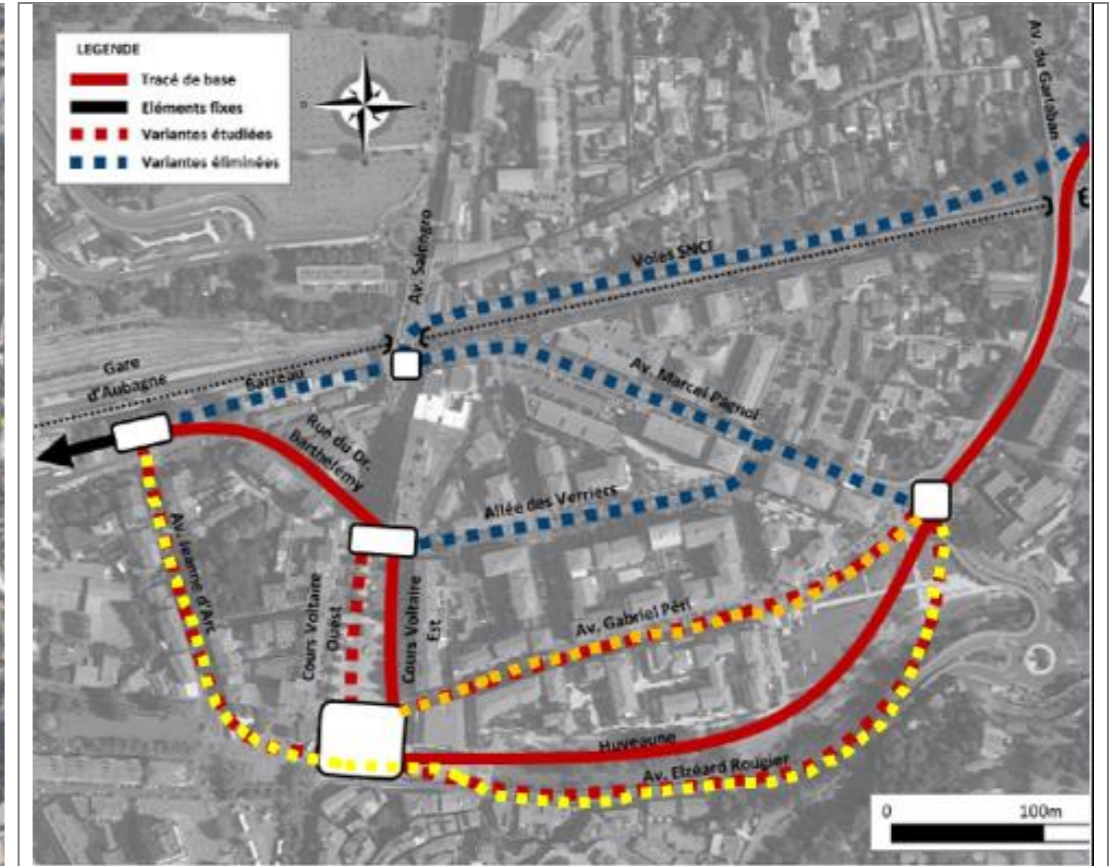 LEGENDE
Tracé de base
Eléments fixes
Variantes étudiées
Variantes éliminées
Av. du Garlaban
Av. Salengro
Voies SNCF
Gare
d'Aubagne
Barreau
Av. Marcel Pagnol
Rue du Dr.
Barthélemy
Allée des Verriers
Av. Jeanne d'Arc
Cours Voltaire
Ouest
Cours Voltaire
Est
Av. Gabriel Péri
Huveaune
Av. Elzéard Rougier
0 100m